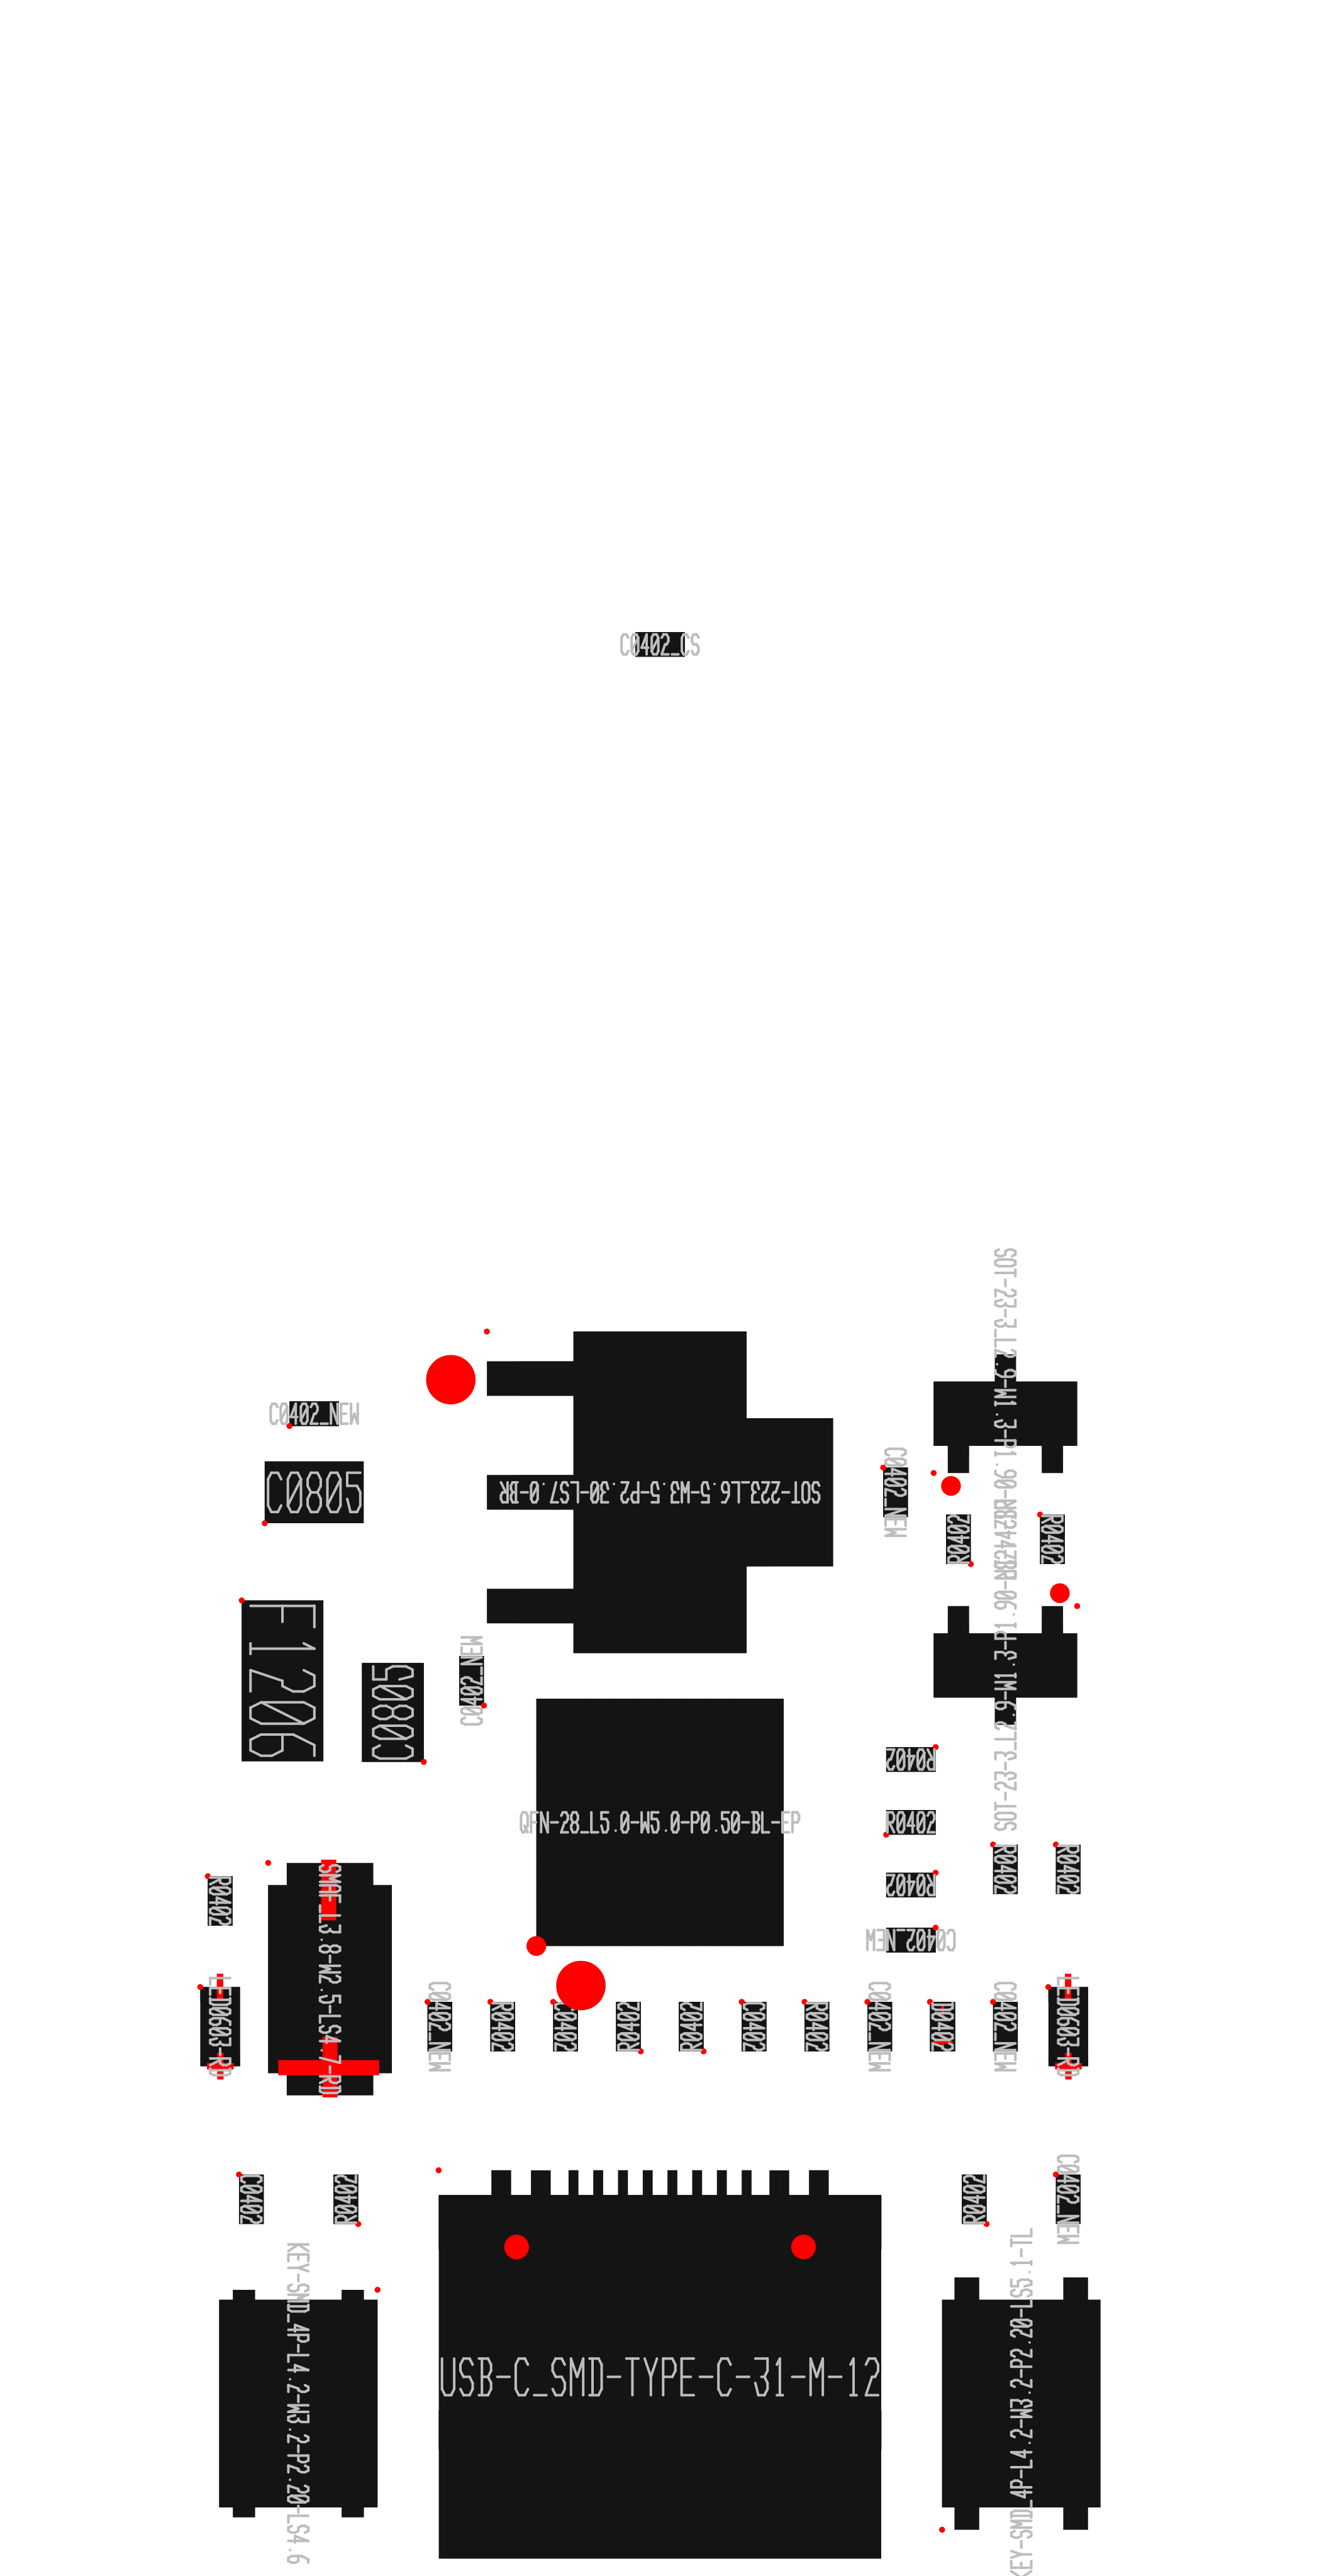 C0402_CS
SOT-23-3_L2.9-W1.3-P1.90-LS2.4-BR
C0402_NEW
C0402_NEW
C0805
SOT-223_L6.5-W3.5-P2.30-LS7.0-BR
R0402
R0402
F1206
C0805
C0402_NEW
SOT-23-3_L2.9-W1.3-P1.90-LS2.4-BR
R0402
QFN-28_L5.0-W5.0-P0.50-BL-EP
R0402
R0402
R0402
R0402
R0402
SMAF_L3.8-W2.5-LS4.7-RD
C0402_NEW
LED0603-RD
C0402_NEW
R0402
C0402
R0402
R0402
C0402
R0402
C0402_NEW
C0402_NEW
LED0603-RD
C0402
R0402
R0402
C0402_NEW
KEY-SMD_4P-L4.2-W3.2-P2.20-LS4.6
USB-C_SMD-TYPE-C-31-M-12
KEY-SMD_4P-L4.2-W3.2-P2.20-LS5.1-TL